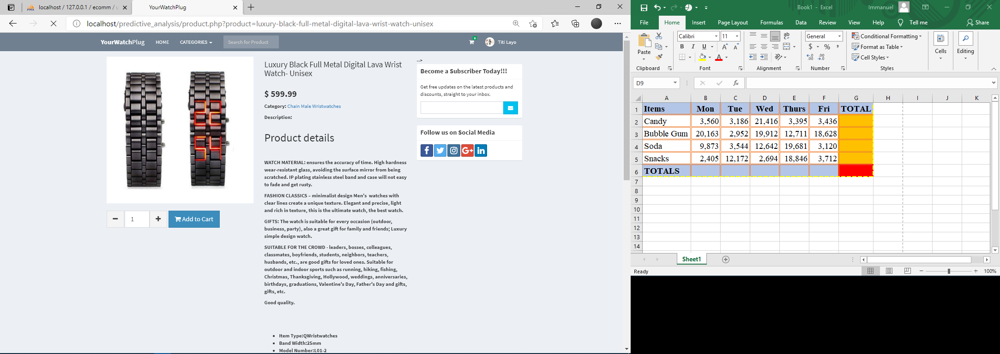 localhost / 127.0.0.1 / ecomm /
YourWatchPlug
localhost/predictive_analysis/product.php?product=luxury-black-full-metal-digital-lava-wrist-watch-unisex
YourWatchPlug
HOME
CATEGORIES
Search for Product
Titi Layo
Luxury Black Full Metal Digital Lava Wrist
Watch- Unisex
$ 599.99
Category: Chain Male Wristwatches
Description:
Product details
WATCH MATERIAL: ensures the accuracy of time. High hardness
wear-resistant glass, avoiding the surface mirror from being
scratched. IP plating stainless steel band and case will not easy
to fade and get rusty.
FASHION CLASSICS – minimalist design Men's  watches with
clear lines create a unique texture. Elegant and precise, light
and rich in texture, this is the ultimate watch, the best watch.
GIFTS: The watch is suitable for every occasion (outdoor,
business, party), also a great gift for family and friends; Luxury
simple design watch.
SUITABLE FOR THE CROWD - leaders, bosses, colleagues,
classmates, boyfriends, students, neighbors, teachers,
husbands, etc., are good gifts for loved ones. Suitable for
outdoor and indoor sports such as running, hiking, fishing,
Christmas, Thanksgiving, Hollywood, weddings, anniversaries,
birthdays, graduations, Valentine's Day, Father's Day and gifts,
gifts, etc.
Good quality.
Item Type:QWristwatches
Band Width:25mm
Model Number:L01-2
1
Add to Cart
-->
Become a Subscriber Today!!!
Get free updates on the latest products and
discounts, straight to your inbox.
Follow us on Social Media
Book1 - Excel
Immanuel
File Home Insert Page Layout Formulas Data Review View Help Tell me Share
Paste
Clipboard
Calibri 11
B I U
Font
ab
Alignment
General
$ % ,
Number
Conditional Formatting
Format as Table
Cell Styles
Styles
Cells
Editing
D9
fx
A B C D E F G H I J K
1 Items Mon Tue Wed Thurs Fri TOTAL
2 Candy 3,560 3,186 21,416 3,395 3,436
3 Bubble Gum 20,163 2,952 19,912 12,711 18,628
4 Soda 9,873 3,544 12,642 19,681 3,120
5 Snacks 2,405 12,172 2,694 18,846 3,712
6 TOTALS
7
8
9
10
11
12
13
14
Sheet1
Ready
100%